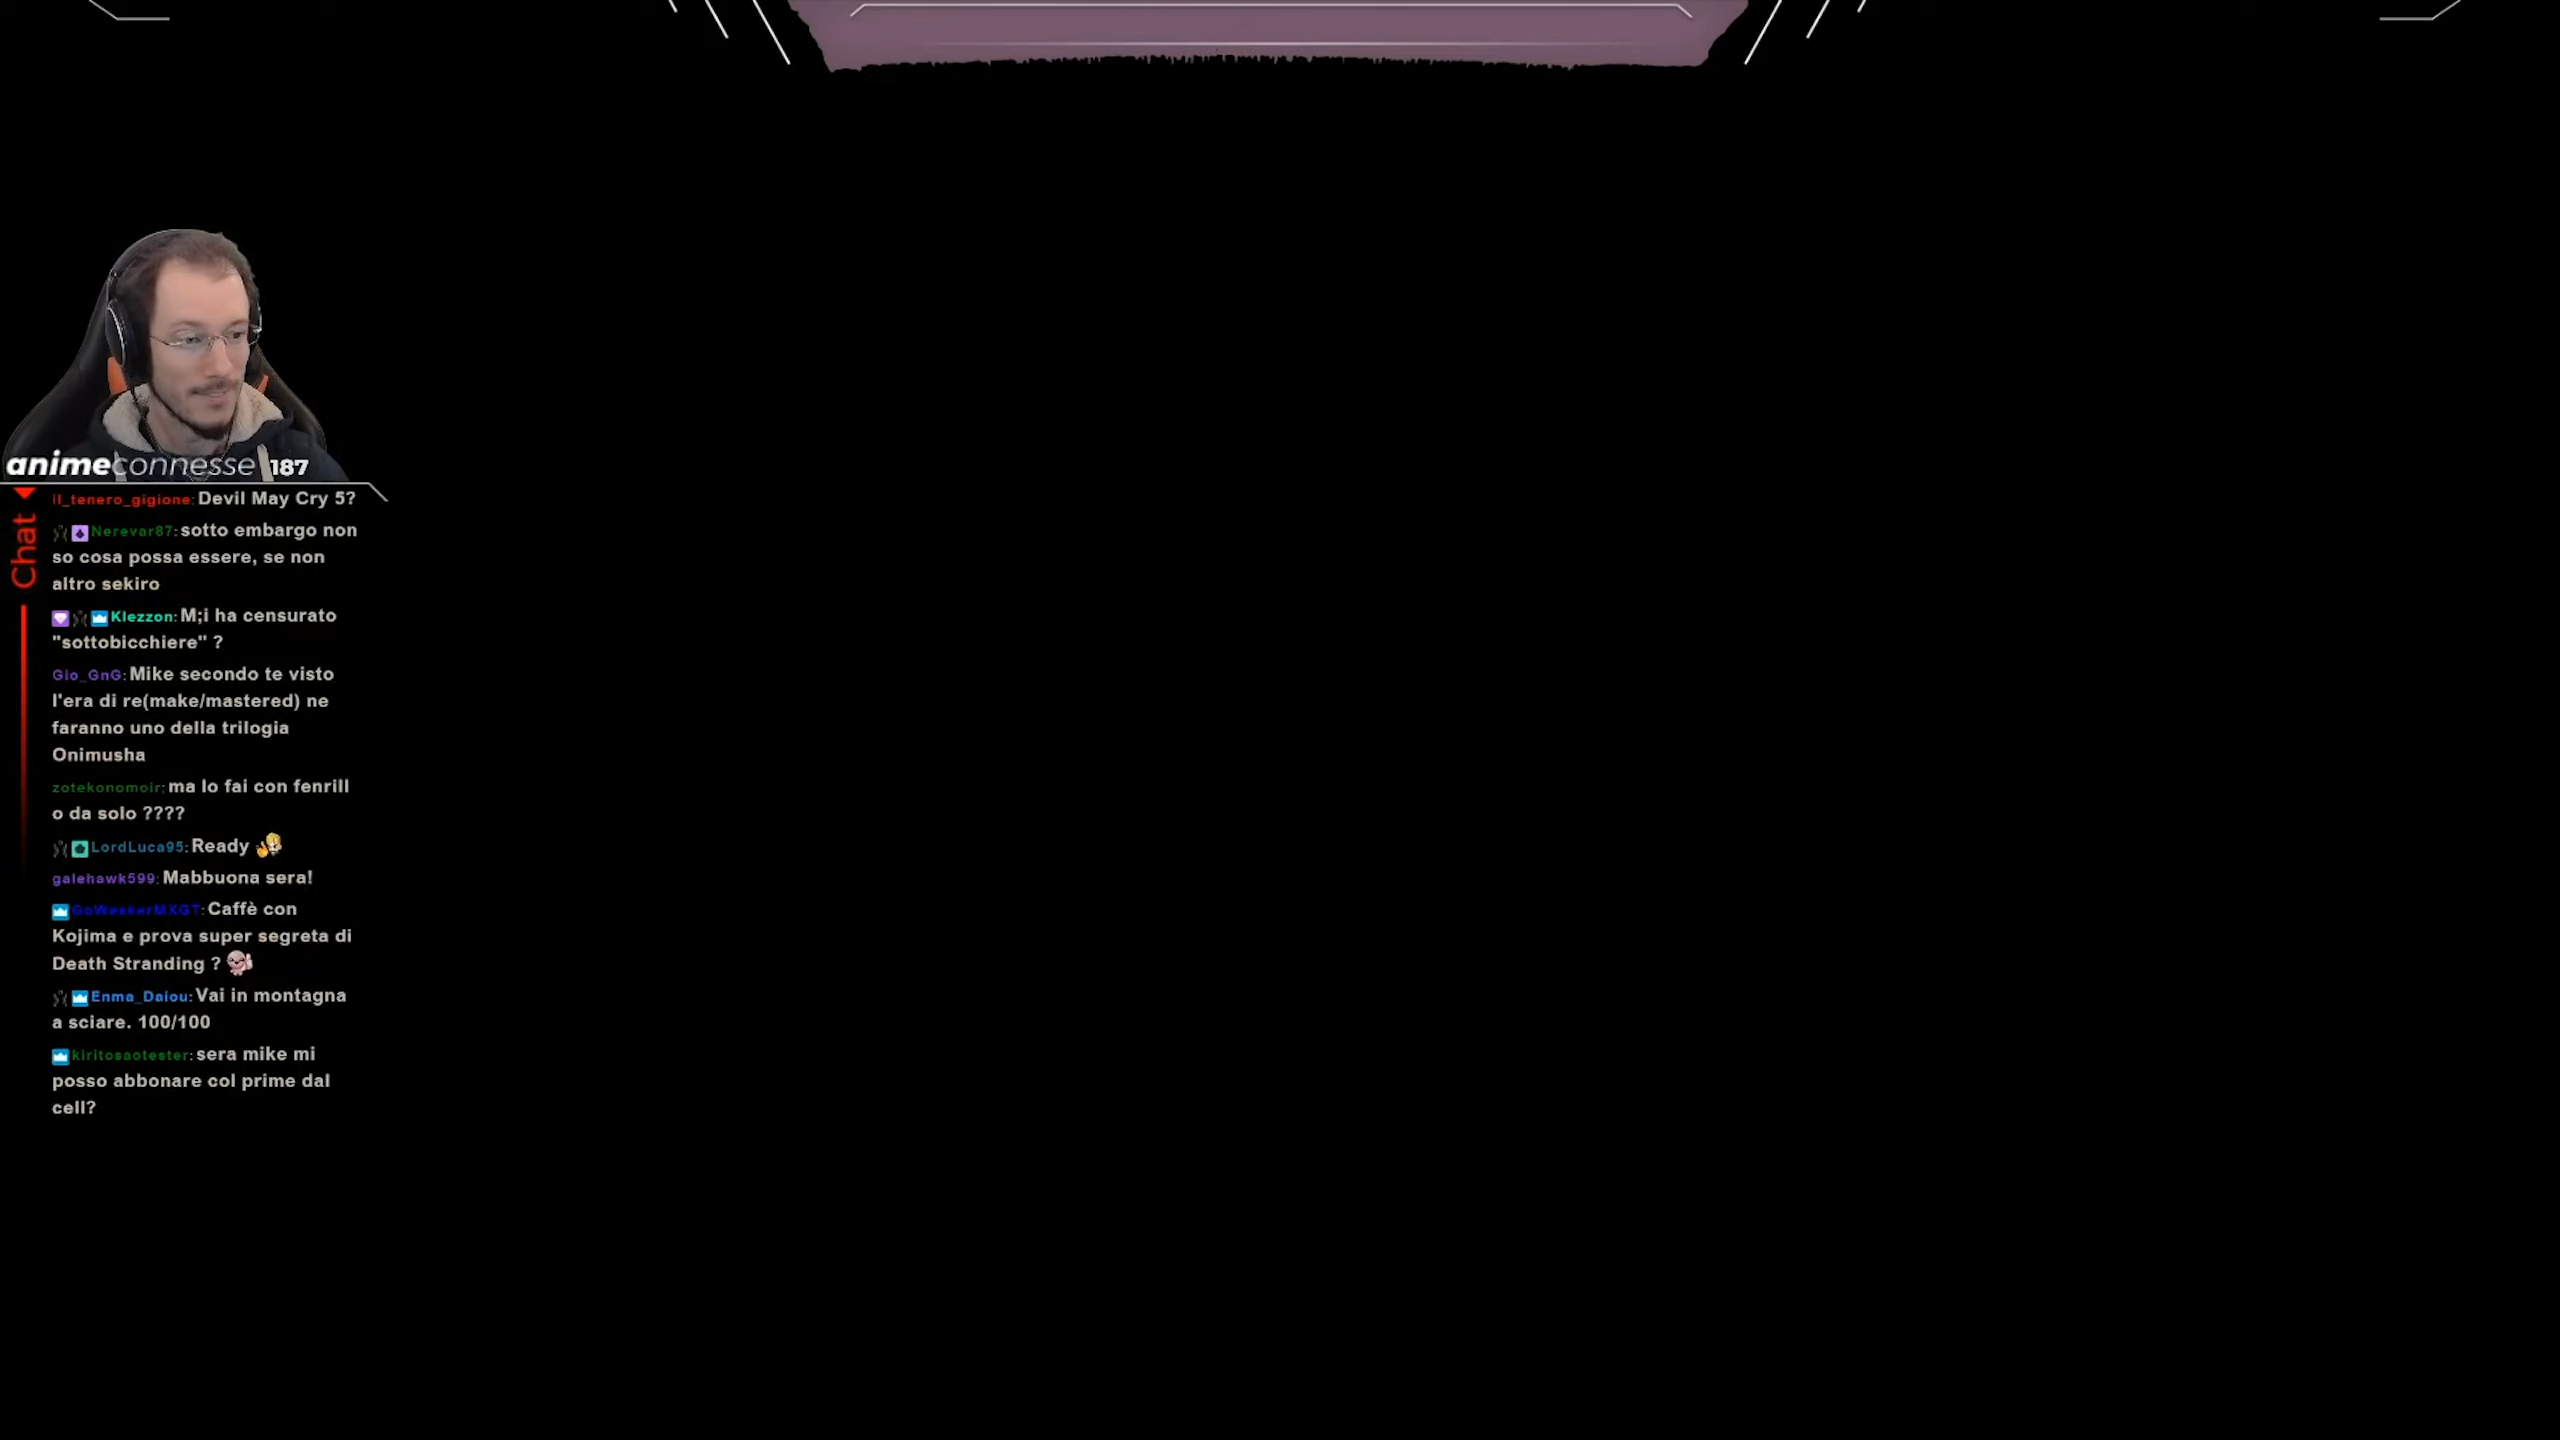 animeconnesse 187
Chat
il_tenero_gigione: Devil May Cry 5?
Nerevar87: sotto embargo non
so cosa possa essere, se non
altro sekiro
Klezzon: M;i ha censurato
"sottobicchiere" ?
Gio_GnG: Mike secondo te visto
l'era di re(make/mastered) ne
faranno uno della trilogia
Onimusha
zotekonomoir: ma lo fai con fenrill
o da solo ????
LordLuca95: Ready
galehawk599: Mabbuona sera!
GoWeskerMXGT: Caffè con
Kojima e prova super segreta di
Death Stranding ?
Enma_Daiou: Vai in montagna
a sciare. 100/100
kiritosaotester: sera mike mi
posso abbonare col prime dal
cell?